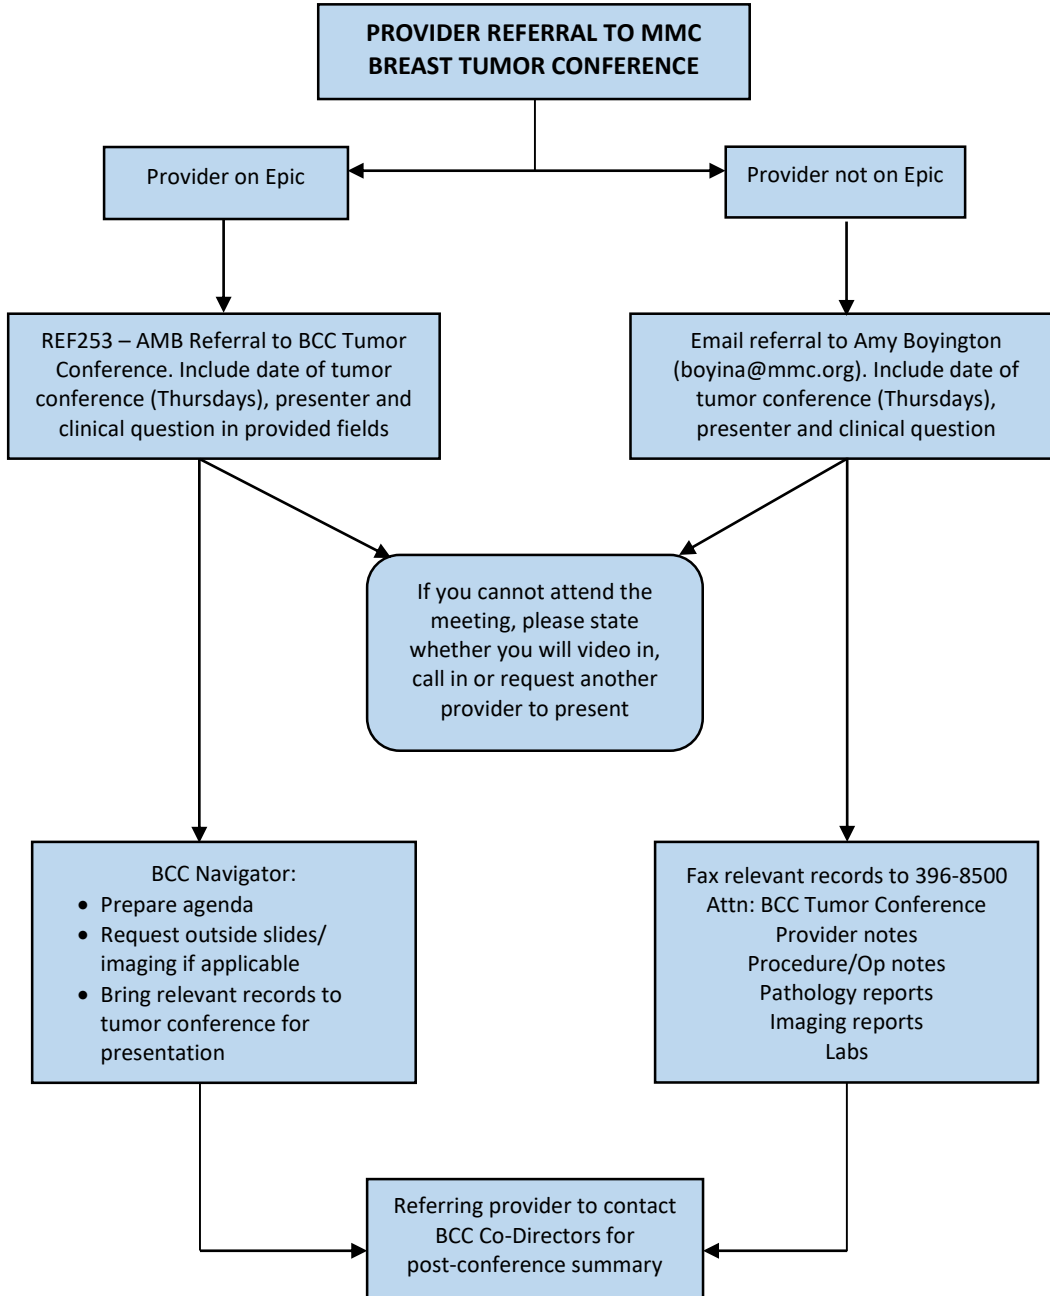 PROVIDER REFERRAL TO MMC
BREAST TUMOR CONFERENCE
Provider on Epic
Provider not on Epic
REF253 – AMB Referral to BCC Tumor
Conference. Include date of tumor
conference (Thursdays), presenter and
clinical question in provided fields
Email referral to Amy Boyington
(boyina@mmc.org). Include date of
tumor conference (Thursdays),
presenter and clinical question
If you cannot attend the
meeting, please state
whether you will video in,
call in or request another
provider to present
BCC Navigator:
• Prepare agenda
• Request outside slides/
imaging if applicable
• Bring relevant records to
tumor conference for
presentation
Fax relevant records to 396-8500
Attn: BCC Tumor Conference
Provider notes
Procedure/Op notes
Pathology reports
Imaging reports
Labs
Referring provider to contact
BCC Co-Directors for
post-conference summary